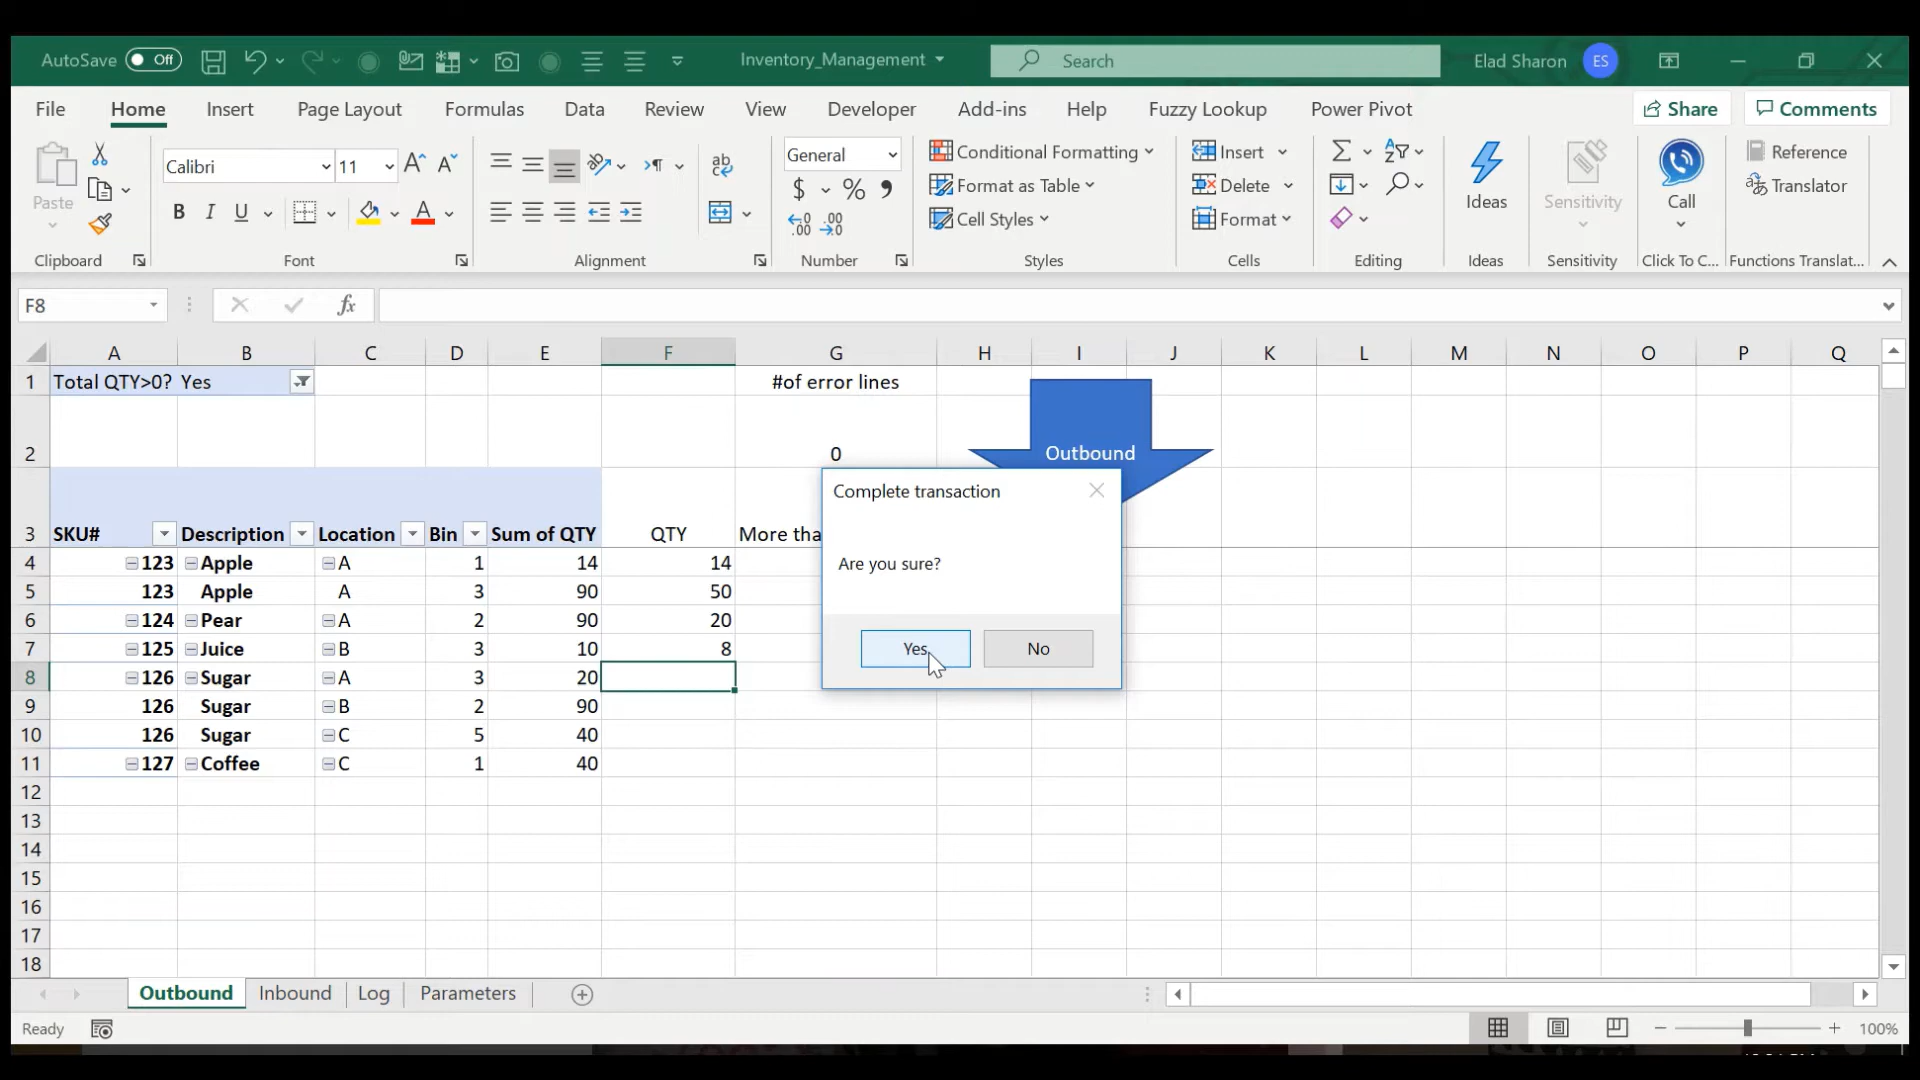 AutoSave Off Inventory_Management Search Elad Sharon ES
File Home Insert Page Layout Formulas Data Review View Developer Add-ins Help Fuzzy Lookup Power Pivot Share Comments
Paste Calibri 11 General Conditional Formatting Format as Table Cell Styles Insert Delete Format Ideas Sensitivity Call Reference Translator
Clipboard Font Alignment Number Styles Cells Editing Ideas Sensitivity Click To C... Functions Translat...
F8 fx
A B C D E F G H I J K L M N O P Q
1 Total QTY>0? Yes #of error lines
2 0 Outbound
3 SKU# Description Location Bin Sum of QTY QTY More tha
4 123 Apple A 1 14 14
5 123 Apple A 3 90 50
6 124 Pear A 2 90 20
7 125 Juice B 3 10 8
8 126 Sugar A 3 20
9 126 Sugar B 2 90
10 126 Sugar C 5 40
11 127 Coffee C 1 40
12
13
14
15
16
17
18
Complete transaction
Are you sure?
Yes No
Outbound Inbound Log Parameters
Ready 100%